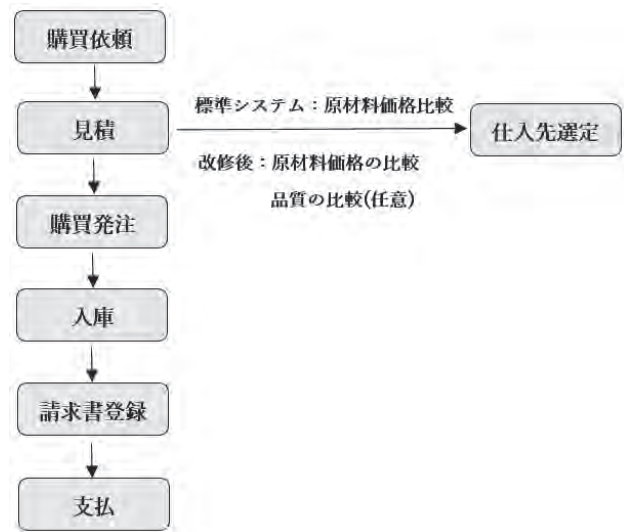 購買依頼
見積
標準システム：原材料価格比較
仕入先選定
改修後：原材料価格の比較
品質の比較(任意)
購買発注
入庫
請求書登録
支払